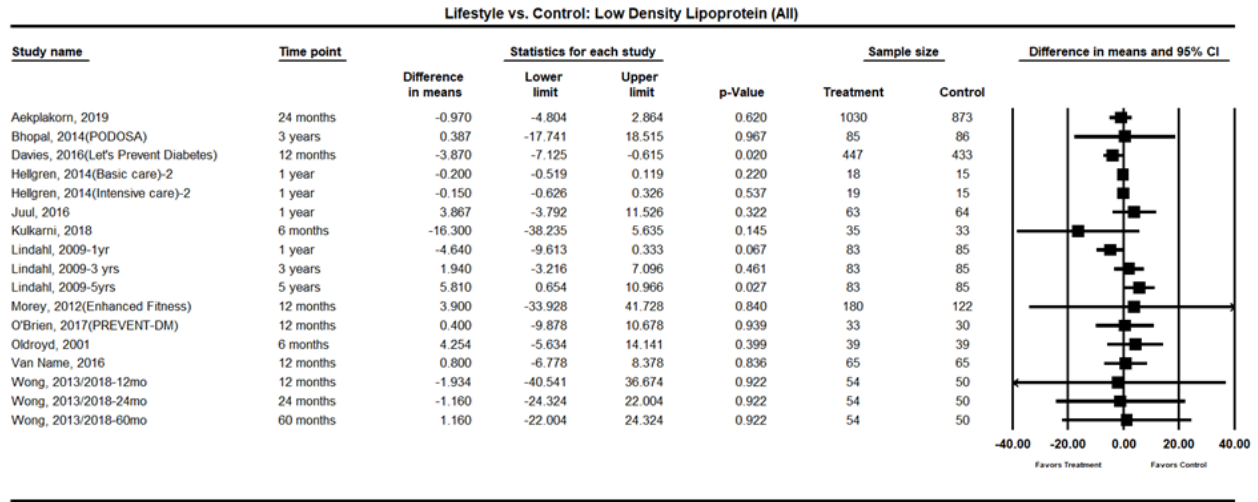 Lifestyle vs. Control: Low Density Lipoprotein (All)
Study name Time point Statistics for each study Sample size Difference in means and 95% CI
Difference in means Lower limit Upper limit p-Value Treatment Control
Aekplakorn, 2019 24 months -0.970 -4.804 2.864 0.620 1030 873
Bhopal, 2014(PODOSA) 3 years 0.387 -17.741 18.515 0.967 85 86
Davies, 2016(Let's Prevent Diabetes) 12 months -3.870 -7.125 -0.615 0.020 447 433
Hellgren, 2014(Basic care)-2 1 year -0.200 -0.519 0.119 0.220 18 15
Hellgren, 2014(Intensive care)-2 1 year -0.150 -0.626 0.326 0.537 19 15
Juul, 2016 1 year 3.867 -3.792 11.526 0.322 63 64
Kulkarni, 2018 6 months -16.300 -38.235 5.635 0.145 35 33
Lindahl, 2009-1yr 1 year -4.640 -9.613 0.333 0.067 83 85
Lindahl, 2009-3 yrs 3 years 1.940 -3.216 7.096 0.461 83 85
Lindahl, 2009-5yrs 5 years 5.810 0.654 10.966 0.027 83 85
Morey, 2012(Enhanced Fitness) 12 months 3.900 -33.928 41.728 0.840 180 122
O'Brien, 2017(PREVENT-DM) 12 months 0.400 -9.878 10.678 0.939 33 30
Oldroyd, 2001 6 months 4.254 -5.634 14.141 0.399 39 39
Van Name, 2016 12 months 0.800 -6.778 8.378 0.836 65 65
Wong, 2013/2018-12mo 12 months -1.934 -40.541 36.674 0.922 54 50
Wong, 2013/2018-24mo 24 months -1.160 -24.324 22.004 0.922 54 50
Wong, 2013/2018-60mo 60 months 1.160 -22.004 24.324 0.922 54 50
-40.00 -20.00 0.00 20.00 40.00
Favors Treatment Favors Control